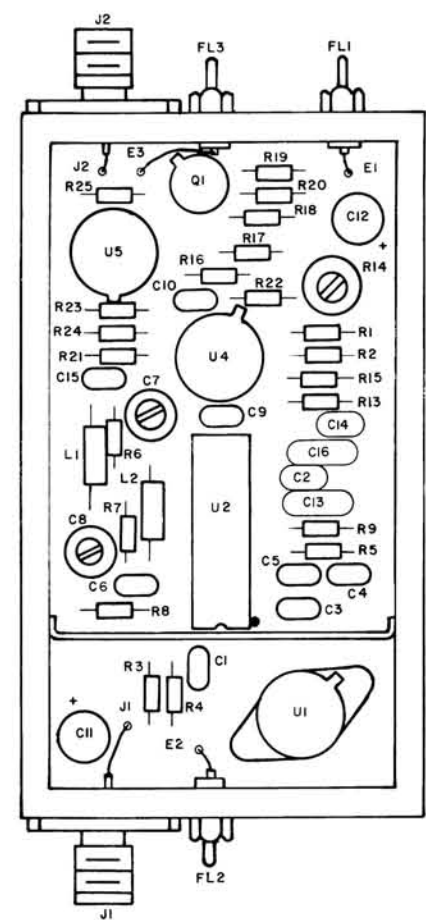 J2
FL3
FL1
J2
E3
R19
E1
R25
Q1
R20
R18
C12
+
U5
R17
R14
R16
C10
R22
R23
R1
R24
U4
R2
R21
R15
C15
C7
R13
C9
C14
L1
R6
C16
L2
C2
R7
U2
C13
C8
R9
R5
C5
C6
C4
R8
C3
C1
R3
R4
U1
J1
+
C11
E2
FL2
J1